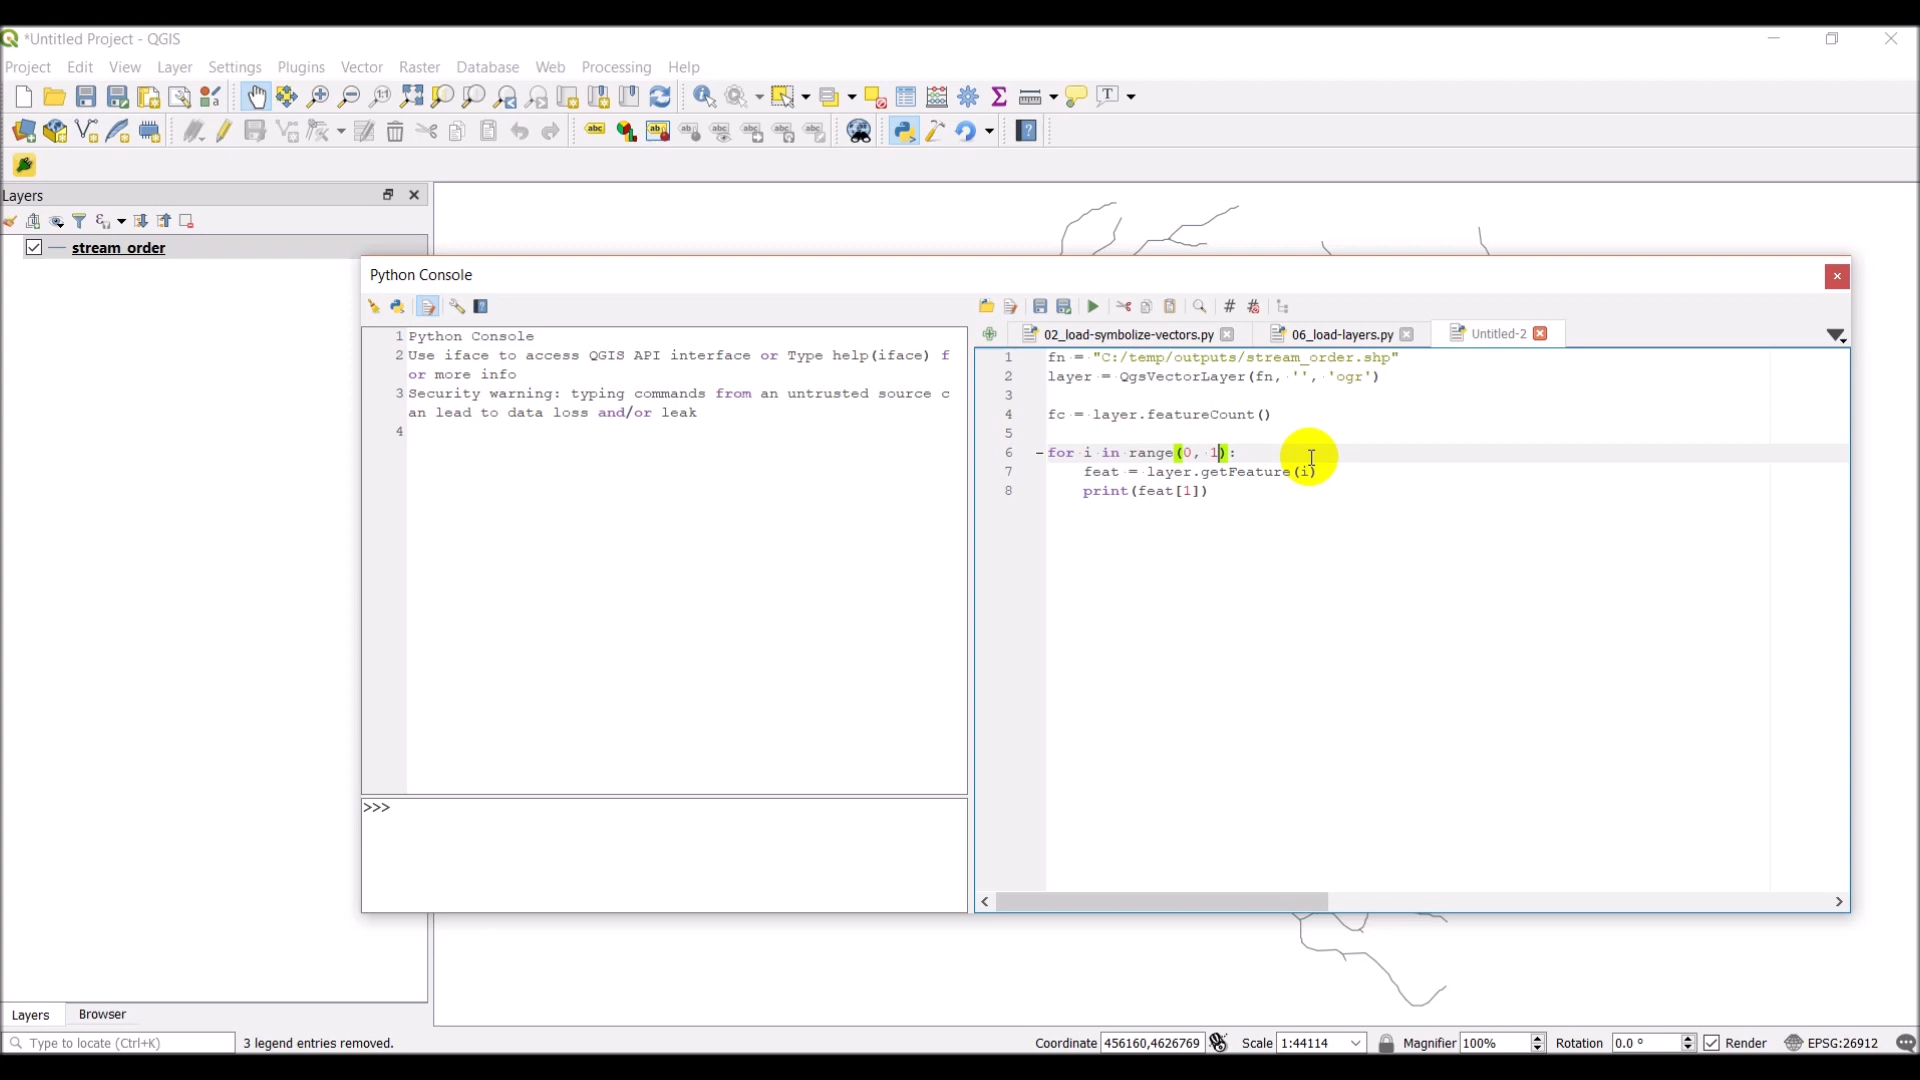 *Untitled Project - QGIS
Project Edit View Layer Settings Plugins Vector Raster Database Web Processing Help
Layers
stream_order
Python Console
02_load-symbolize-vectors.py 06_load-layers.py Untitled-2
1 Python Console
2 Use iface to access QGIS API interface or Type help(iface) f
or more info
3 Security warning: typing commands from an untrusted source c
an lead to data loss and/or leak
4
>>>
1 fn = "C:/temp/outputs/stream_order.shp"
2 layer = QgsVectorLayer(fn, '', 'ogr')
3
4 fc = layer.featureCount()
5
6 for i in range(0, 1):
7 feat = layer.getFeature(i)
8 print(feat[1])
Layers Browser
Type to locate (Ctrl+K) 3 legend entries removed. Coordinate 456160,4626769 Scale 1:44114 Magnifier 100% Rotation 0.0 ° Render EPSG:26912